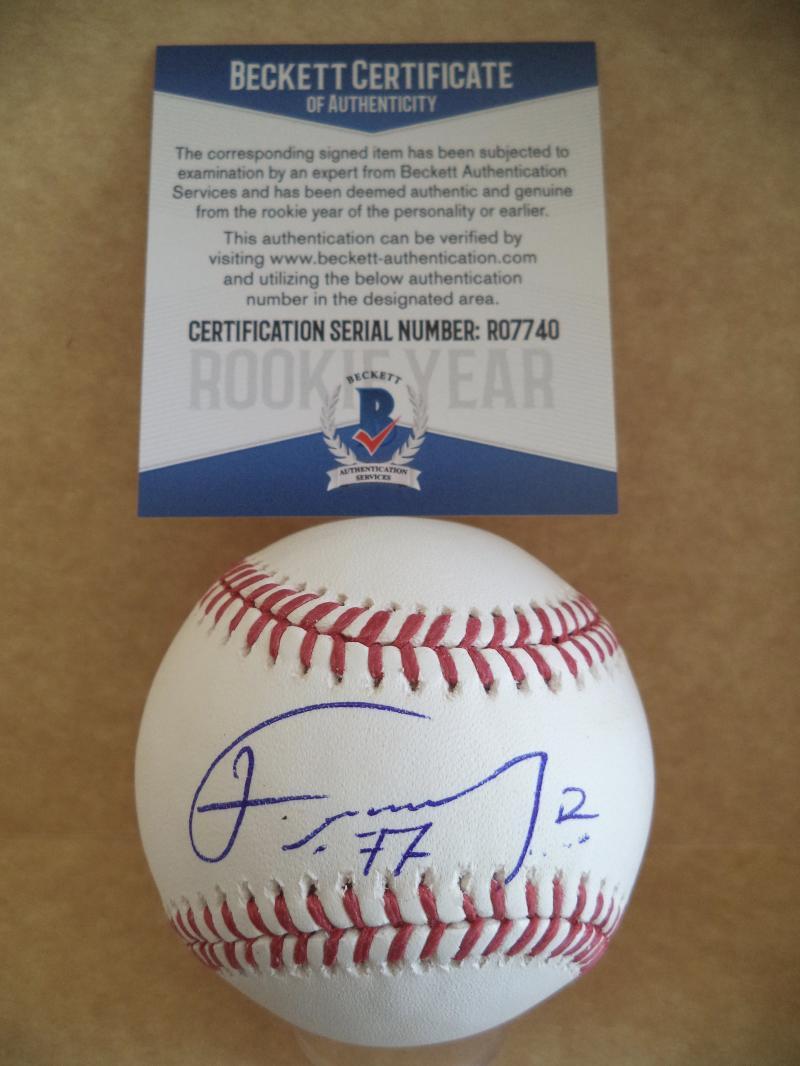 BECKETT CERTIFICATE
OF AUTHENTICITY
The corresponding signed item has been subjected to
examination by an expert from Beckett Authentication
Services and has been deemed authentic and genuine
from the rookie year of the personality or earlier.
This authentication can be verified by
visiting www.beckett-authentication.com
and utilizing the below authentication
number in the designated area.
CERTIFICATION SERIAL NUMBER: R07740
ROOKIE YEAR
BECKETT
B
AUTHENTICATION
SERVICES
77